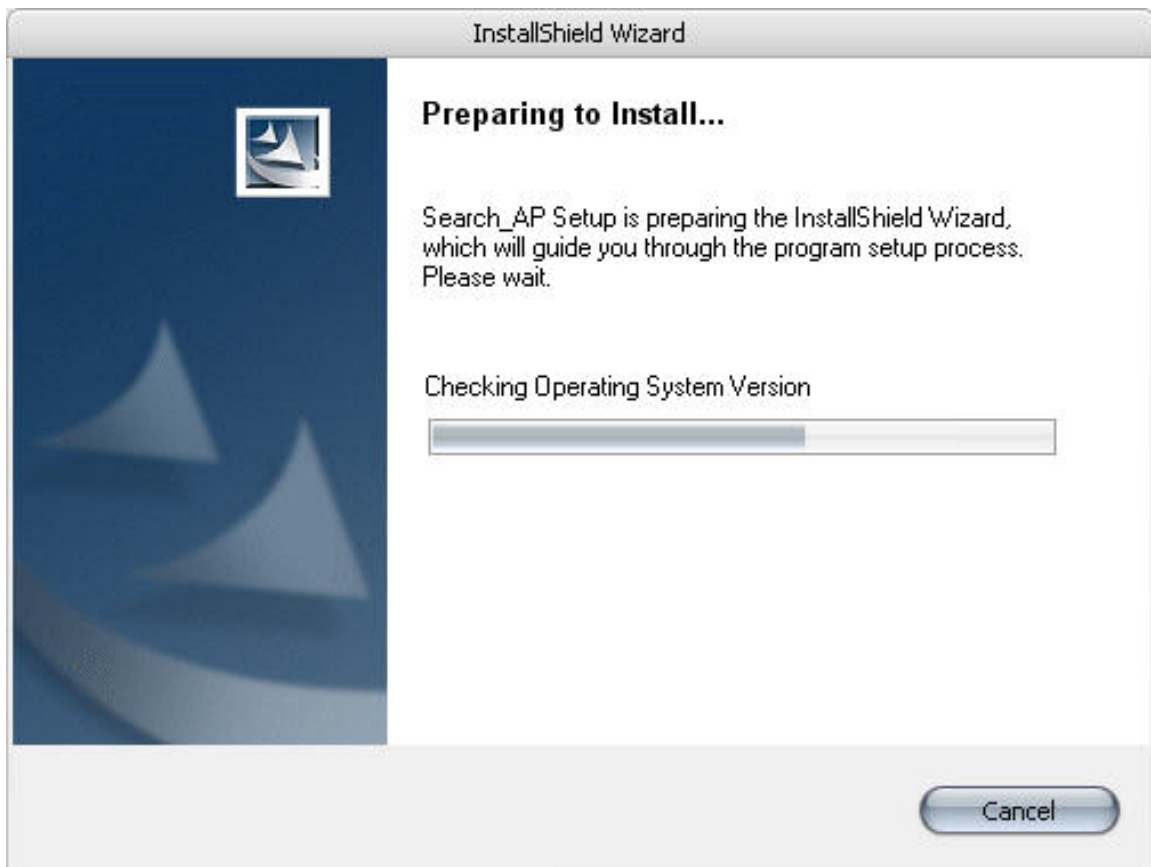 InstallShield Wizard
Preparing to Install...
Search_AP Setup is preparing the InstallShield Wizard,
which will guide you through the program setup process.
Please wait.
Checking Operating System Version
Cancel